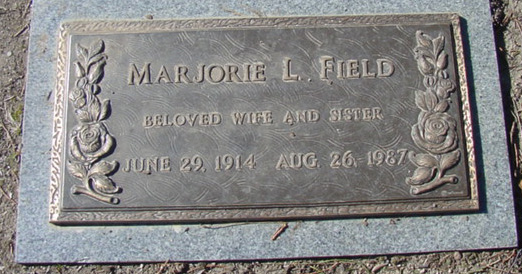 MARJORIE L. FIELD
BELOVED WIFE AND SISTER
JUNE 29, 1914 AUG. 26, 1987